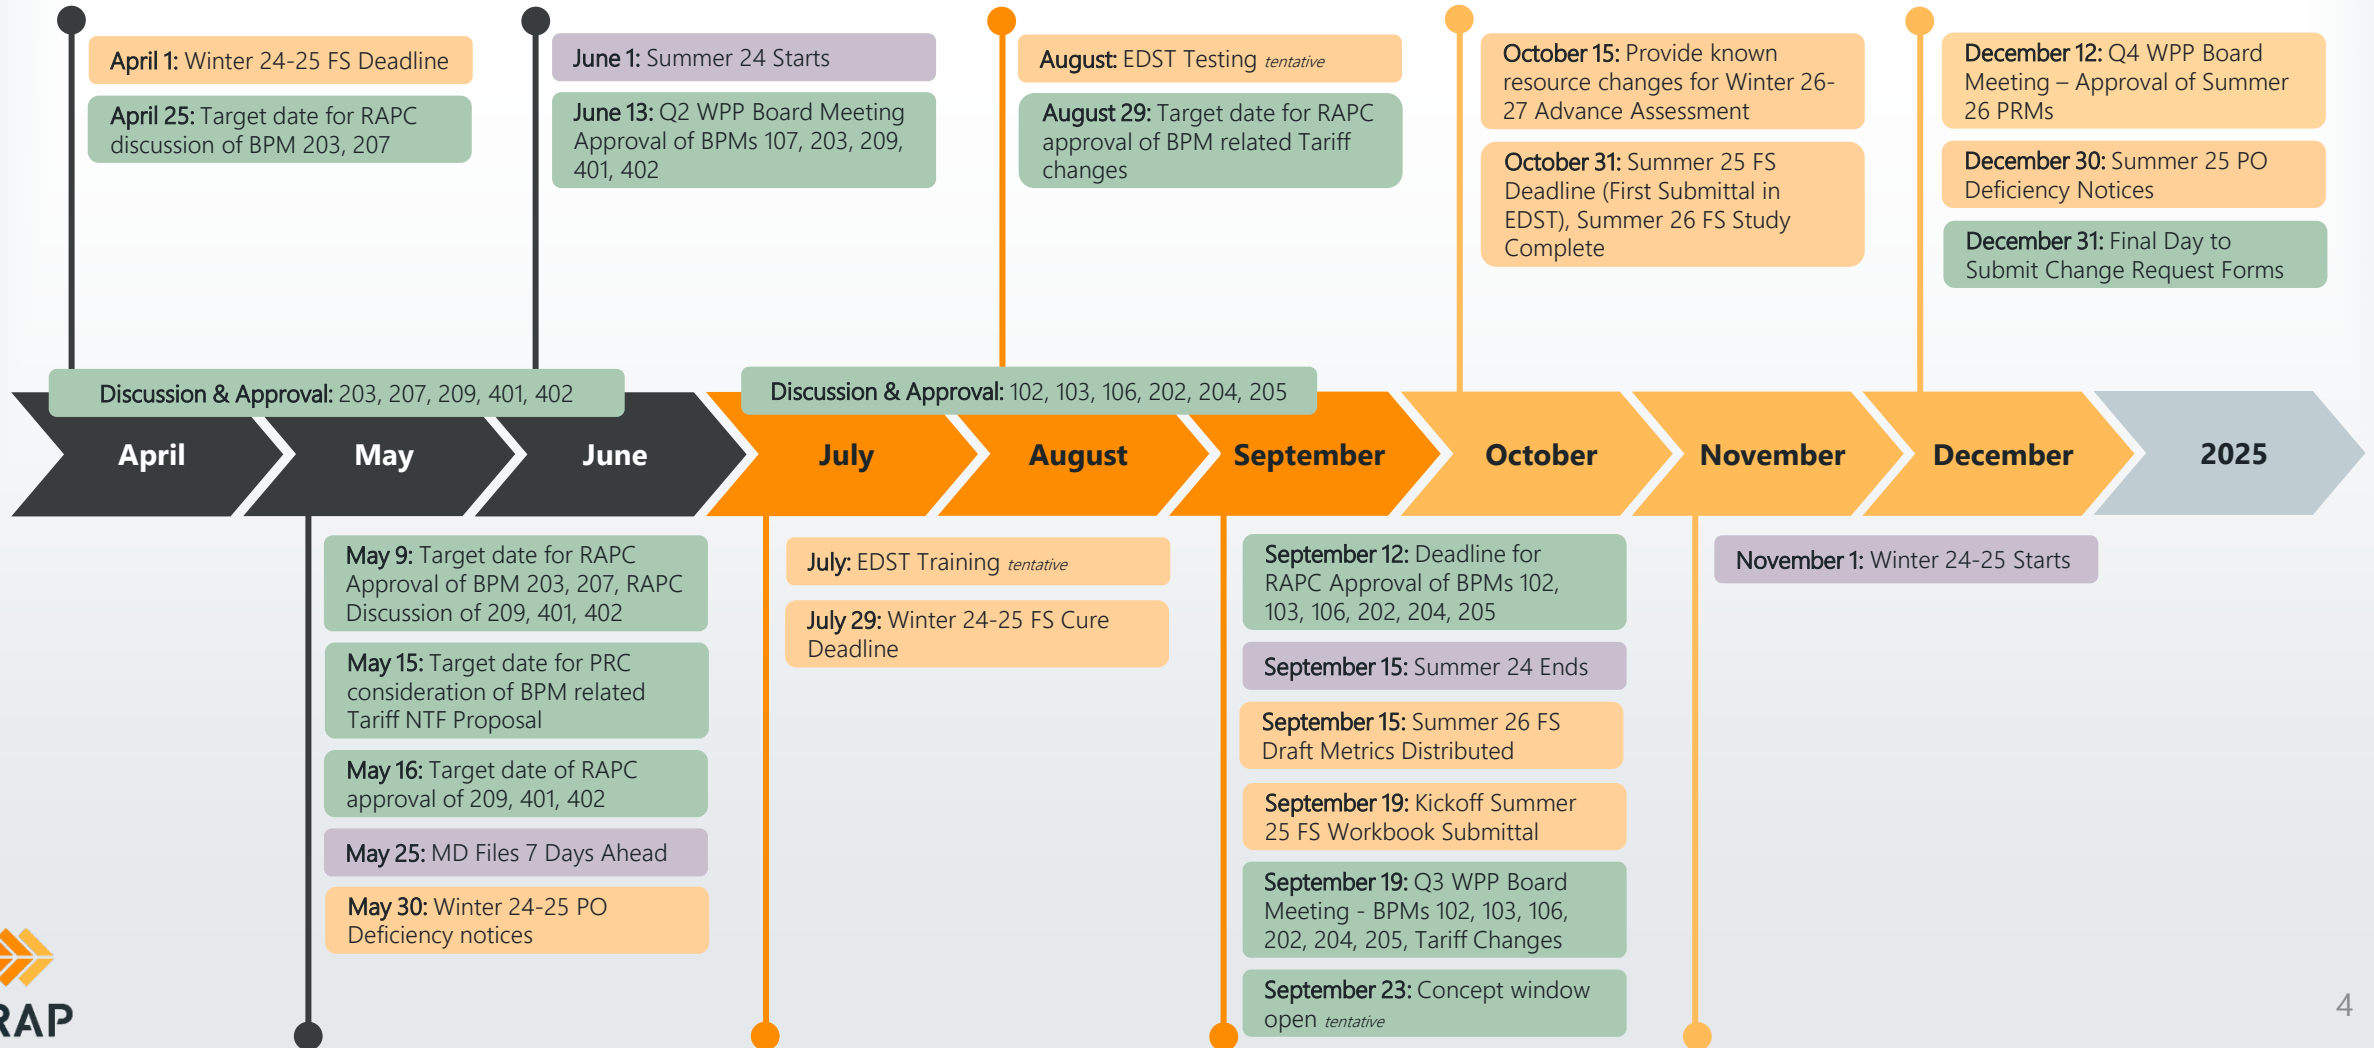 April 1: Winter 24-25 FS Deadline
April 25: Target date for RAPC
discussion of BPM 203, 207
June 1: Summer 24 Starts
June 13: Q2 WPP Board Meeting
Approval of BPMs 107, 203, 209,
401, 402
August: EDST Testing tentative
August 29: Target date for RAPC
approval of BPM related Tariff
changes
October 15: Provide known
resource changes for Winter 26-
27 Advance Assessment
October 31: Summer 25 FS
Deadline (First Submittal in
EDST), Summer 26 FS Study
Complete
December 12: Q4 WPP Board
Meeting – Approval of Summer
26 PRMs
December 30: Summer 25 PO
Deficiency Notices
December 31: Final Day to
Submit Change Request Forms
Discussion & Approval: 203, 207, 209, 401, 402
Discussion & Approval: 102, 103, 106, 202, 204, 205
April
May
June
July
August
September
October
November
December
2025
May 9: Target date for RAPC
Approval of BPM 203, 207, RAPC
Discussion of 209, 401, 402
May 15: Target date for PRC
consideration of BPM related
Tariff NTF Proposal
May 16: Target date of RAPC
approval of 209, 401, 402
May 25: MD Files 7 Days Ahead
May 30: Winter 24-25 PO
Deficiency notices
July: EDST Training tentative
July 29: Winter 24-25 FS Cure
Deadline
September 12: Deadline for
RAPC Approval of BPMs 102,
103, 106, 202, 204, 205
September 15: Summer 24 Ends
September 15: Summer 26 FS
Draft Metrics Distributed
September 19: Kickoff Summer
25 FS Workbook Submittal
September 19: Q3 WPP Board
Meeting - BPMs 102, 103, 106,
202, 204, 205, Tariff Changes
September 23: Concept window
open tentative
November 1: Winter 24-25 Starts
RAP
4